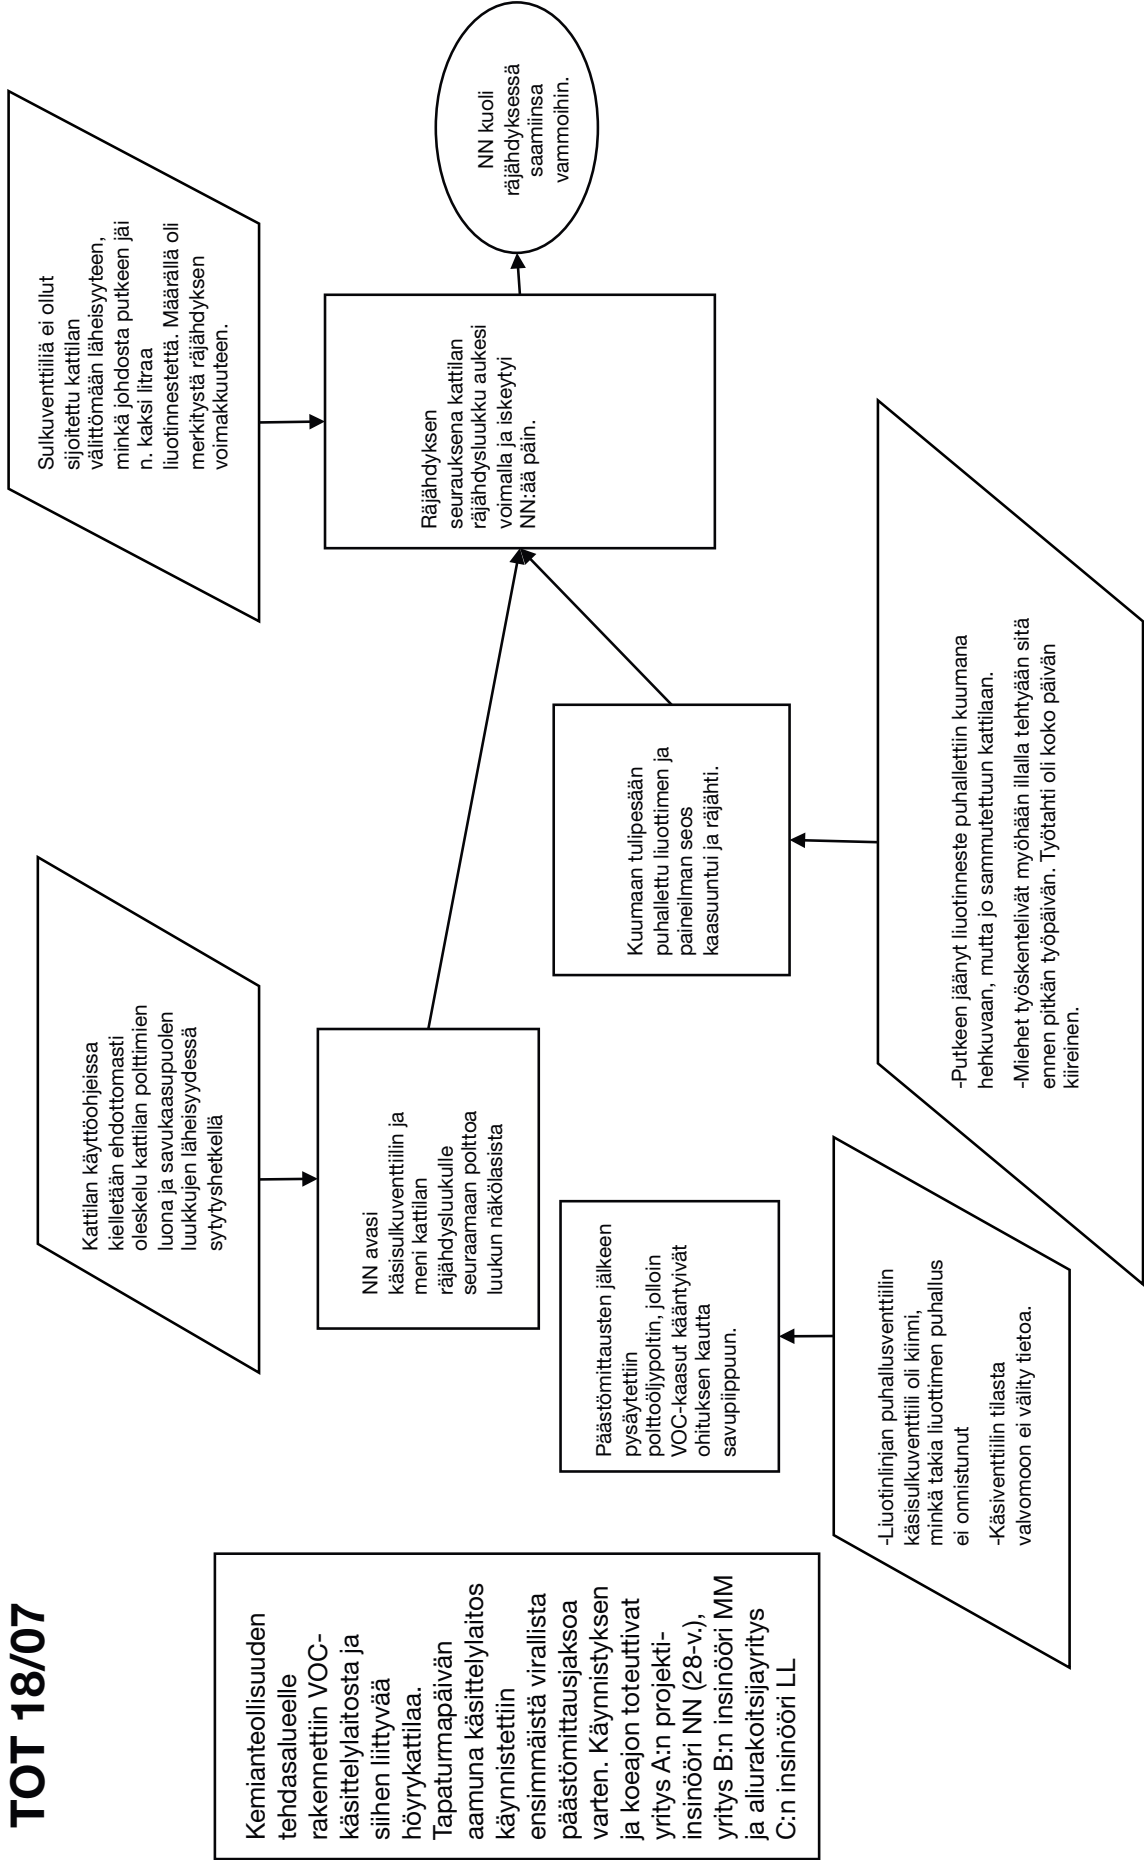 TOT 18/07
Kemianteollisuuden
tehdasalueelle
rakennettiin VOC-
käsittelylaitosta ja
siihen liittyvää
höyrykattilaa.
Tapaturmapäivän
aamuna käsittelylaitos
käynnistettiin
ensimmäistä virallista
päästömittausjaksoa
varten. Käynnistyksen
ja koeajon toteuttivat
yritys A:n projekti-
insinööri NN (28-v.),
yritys B:n insinööri MM
ja aliurakoitsijayritys
C:n insinööri LL
Päästömittausten jälkeen
pysäytettiin
polttoöljypoltin, jolloin
VOC-kaasut kääntyivät
ohituksen kautta
savupiippuun.
-Liuotinlinjan puhallusventtiilin
käsisulkuventtiili oli kiinni,
minkä takia liuottimen puhallus
ei onnistunut
-Käsiventtiilin tilasta
valvomoon ei välity tietoa.
Kattilan käyttöohjeissa
kielletään ehdottomasti
oleskelu kattilan polttimien
luona ja savukaasupuolen
luukkujen läheisyydessä
sytytyshetkellä
NN avasi
käsisulkuventtiilin ja
meni kattilan
räjähdysluukulle
seuraamaan polttoa
luukun näkölasista
Kuumaan tulipesään
puhallettu liuottimen ja
paineilman seos
kaasuuntui ja räjähti.
-Putkeen jäänyt liuotinneste puhallettiin kuumana
hehkuvaan, mutta jo sammutettuun kattilaan.
-Miehet työskentelivät myöhään illalla tehtyään sitä
ennen pitkän työpäivän. Työtahti oli koko päivän
kiireinen.
Sulkuventtiiliä ei ollut
sijoitettu kattilan
välittömään läheisyyteen,
minkä johdosta putkeen jäi
n. kaksi litraa
liuotinnestettä. Määrällä oli
merkitystä räjähdyksen
voimakkuuteen.
Räjähdyksen
seurauksena kattilan
räjähdysluukku aukesi
voimalla ja iskeytyi
NN:ää päin.
NN kuoli
räjähdyksessä
saamiinsa
vammoihin.